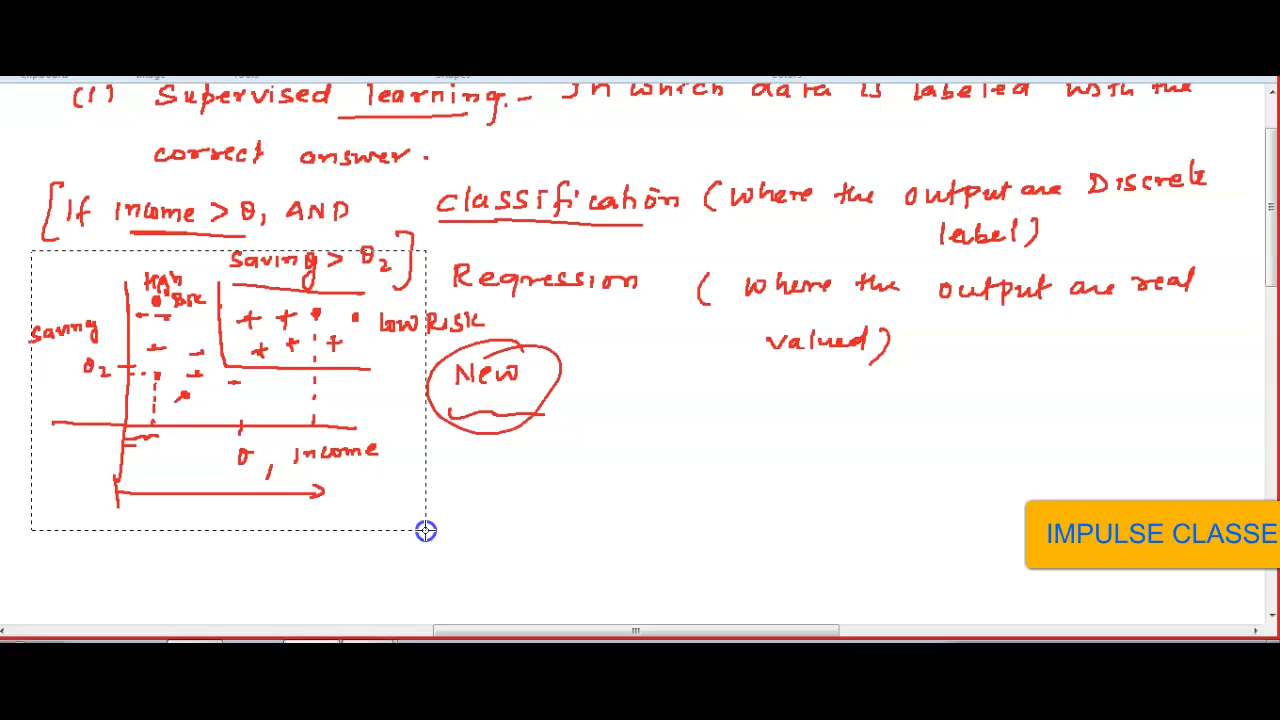 (1) Supervised learning. - In which data is labeled with the
correct answer.
[If income > θ, AND
Saving > θ2]
Classification (Where the output are Discrete
label)
Regression ( Where the output are real
valued)
High
Risk
Saving
θ2
low RISK
New
θ, income
IMPULSE CLASSE